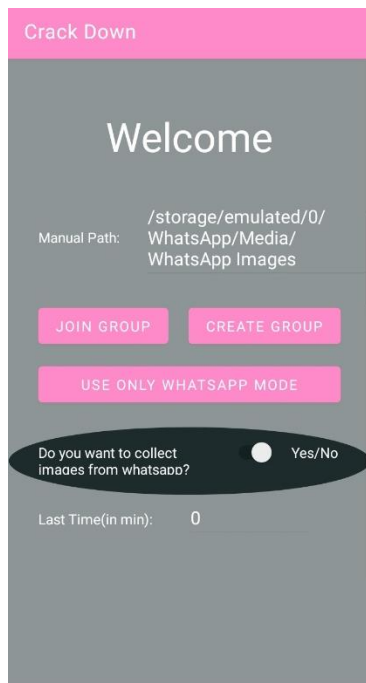 Crack Down
Welcome
Manual Path:
/storage/emulated/0/
WhatsApp/Media/
WhatsApp Images
JOIN GROUP
CREATE GROUP
USE ONLY WHATSAPP MODE
Do you want to collect
images from whatsapp?
Yes/No
Last Time(in min):
0